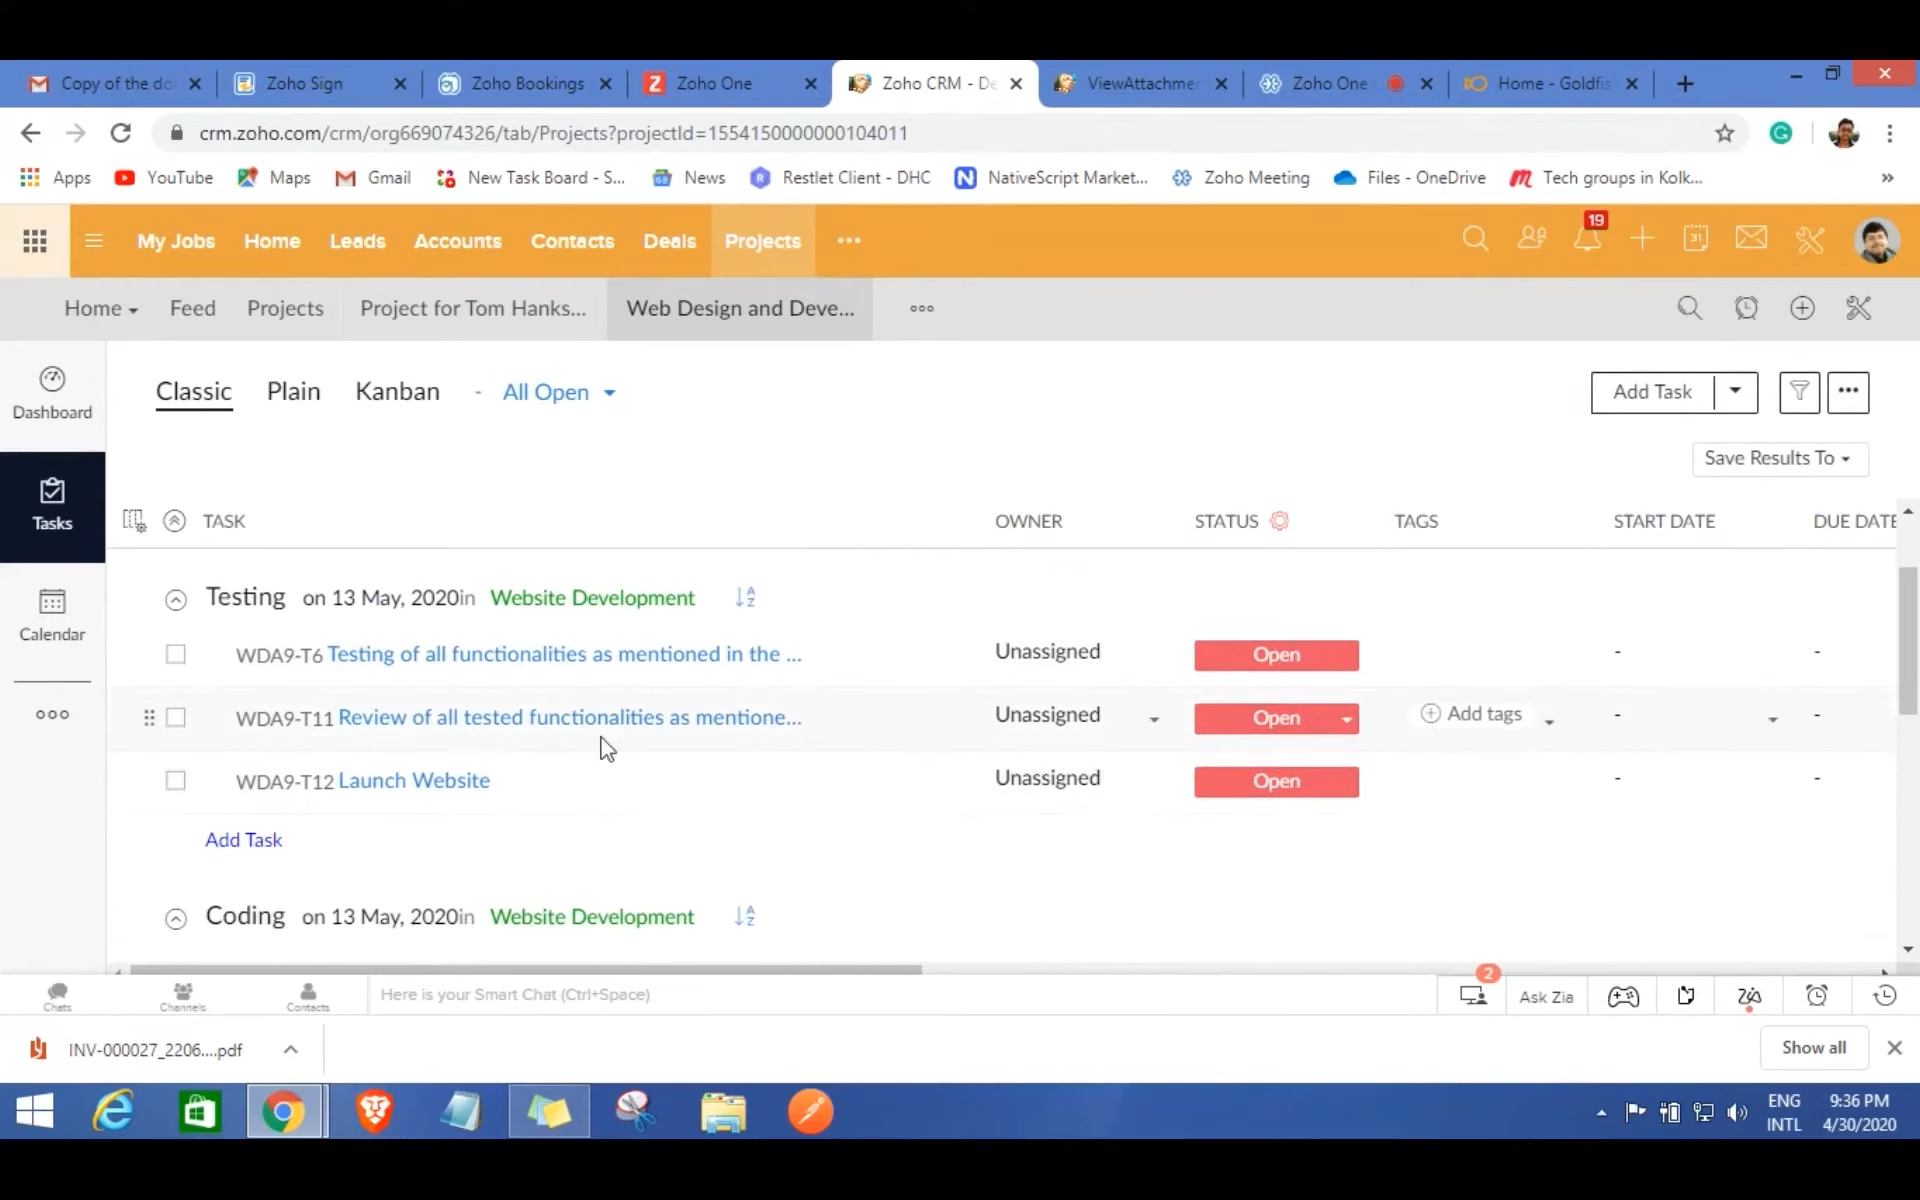 Copy of the do
Zoho Sign
Zoho Bookings
Zoho One
Zoho CRM - De
ViewAttachmen
Zoho One
Home - Goldfis
crm.zoho.com/crm/org669074326/tab/Projects?projectId=1554150000000104011
Apps
YouTube
Maps
Gmail
New Task Board - S...
News
Restlet Client - DHC
NativeScript Market...
Zoho Meeting
Files - OneDrive
Tech groups in Kolk...
My Jobs
Home
Leads
Accounts
Contacts
Deals
Projects
19
31
Home
Feed
Projects
Project for Tom Hanks...
Web Design and Deve...
Dashboard
Tasks
Calendar
Classic
Plain
Kanban
- All Open
Add Task
Save Results To
TASK
OWNER
STATUS
TAGS
START DATE
DUE DATE
Testing on 13 May, 2020in Website Development
WDA9-T6 Testing of all functionalities as mentioned in the ...
Unassigned
Open
-
-
WDA9-T11 Review of all tested functionalities as mentione...
Unassigned
Open
Add tags
-
-
WDA9-T12 Launch Website
Unassigned
Open
-
-
Add Task
Coding on 13 May, 2020in Website Development
Chats
Channels
Contacts
Here is your Smart Chat (Ctrl+Space)
2
Ask Zia
INV-000027_2206....pdf
Show all
ENG
INTL
9:36 PM
4/30/2020